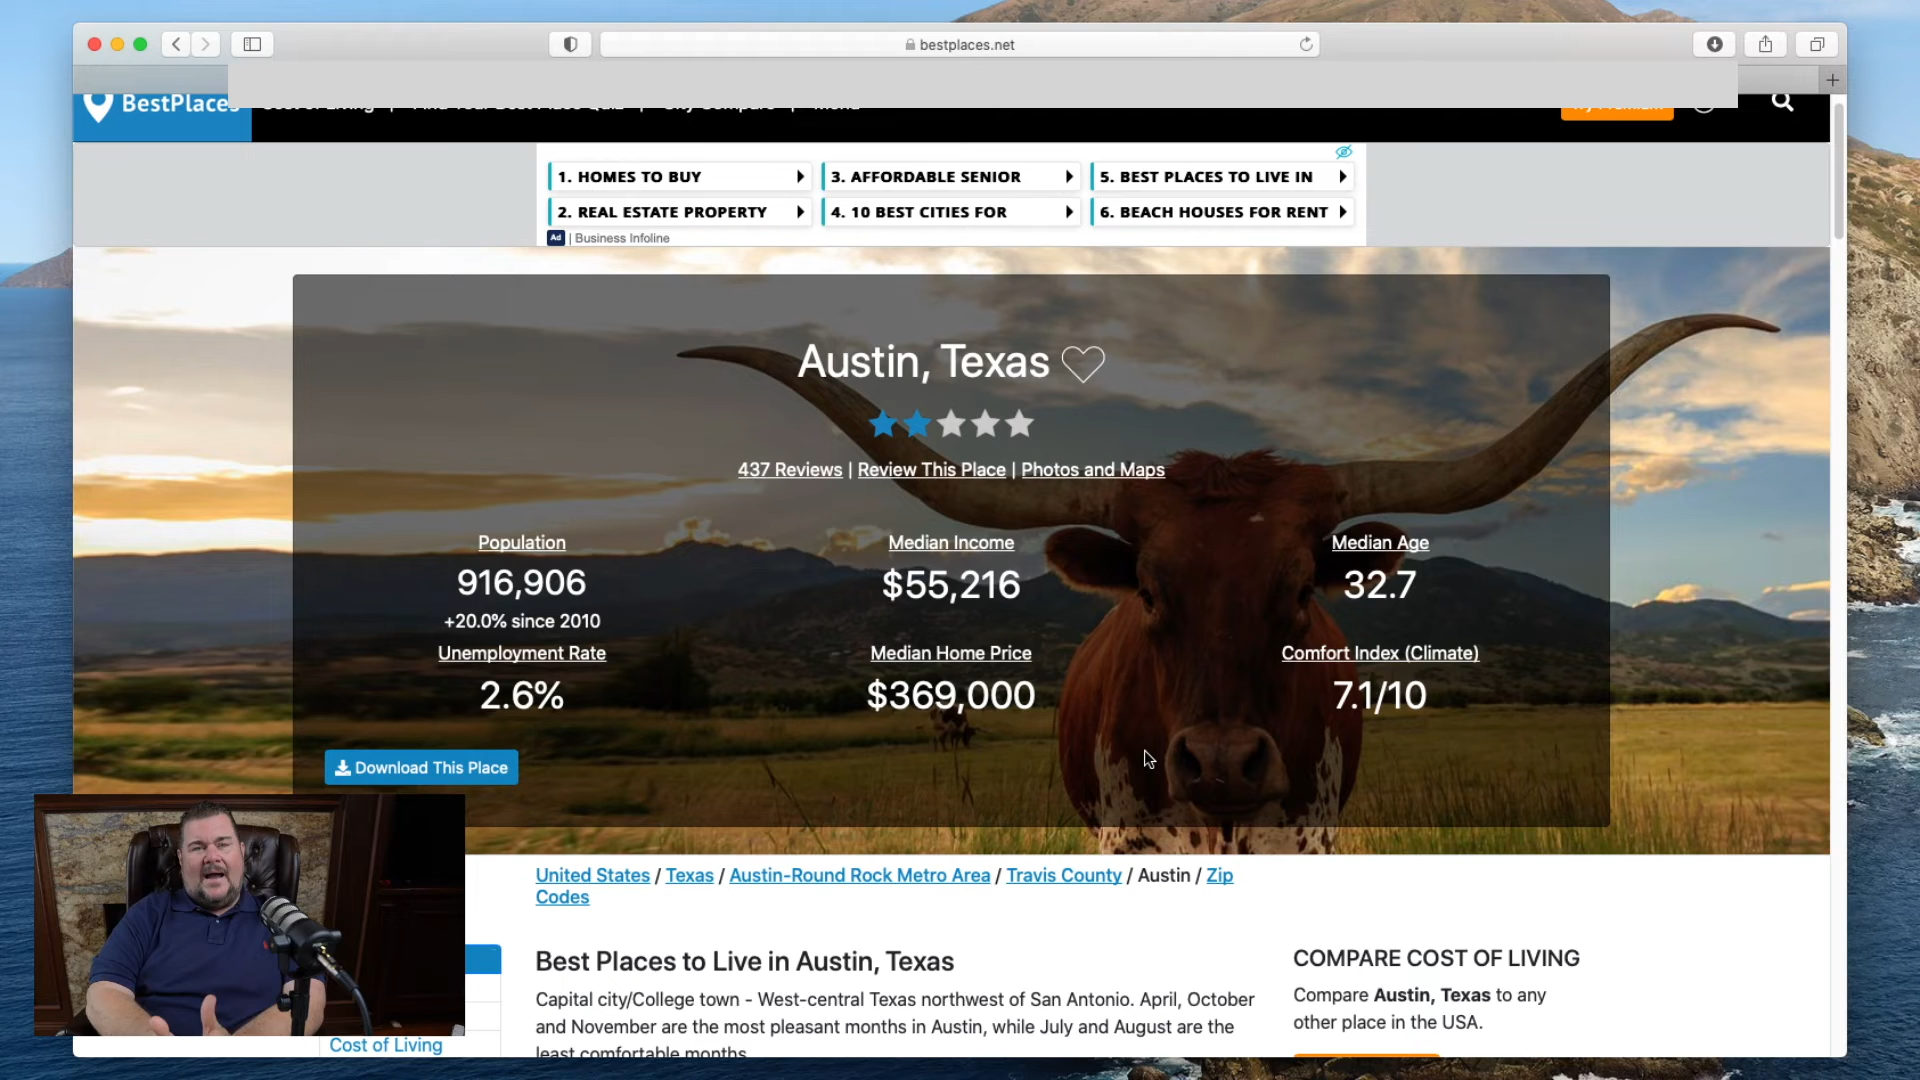 bestplaces.net
BestPlaces
1. HOMES TO BUY
3. AFFORDABLE SENIOR
5. BEST PLACES TO LIVE IN
2. REAL ESTATE PROPERTY
4. 10 BEST CITIES FOR
6. BEACH HOUSES FOR RENT
Ad | Business Infoline
Austin, Texas
437 Reviews | Review This Place | Photos and Maps
Population
916,906
+20.0% since 2010
Median Income
$55,216
Median Age
32.7
Unemployment Rate
2.6%
Median Home Price
$369,000
Comfort Index (Climate)
7.1/10
Download This Place
United States / Texas / Austin-Round Rock Metro Area / Travis County / Austin / Zip
Codes
Best Places to Live in Austin, Texas
Capital city/College town - West-central Texas northwest of San Antonio. April, October
and November are the most pleasant months in Austin, while July and August are the
least comfortable months.
COMPARE COST OF LIVING
Compare Austin, Texas to any
other place in the USA.
Cost of Living